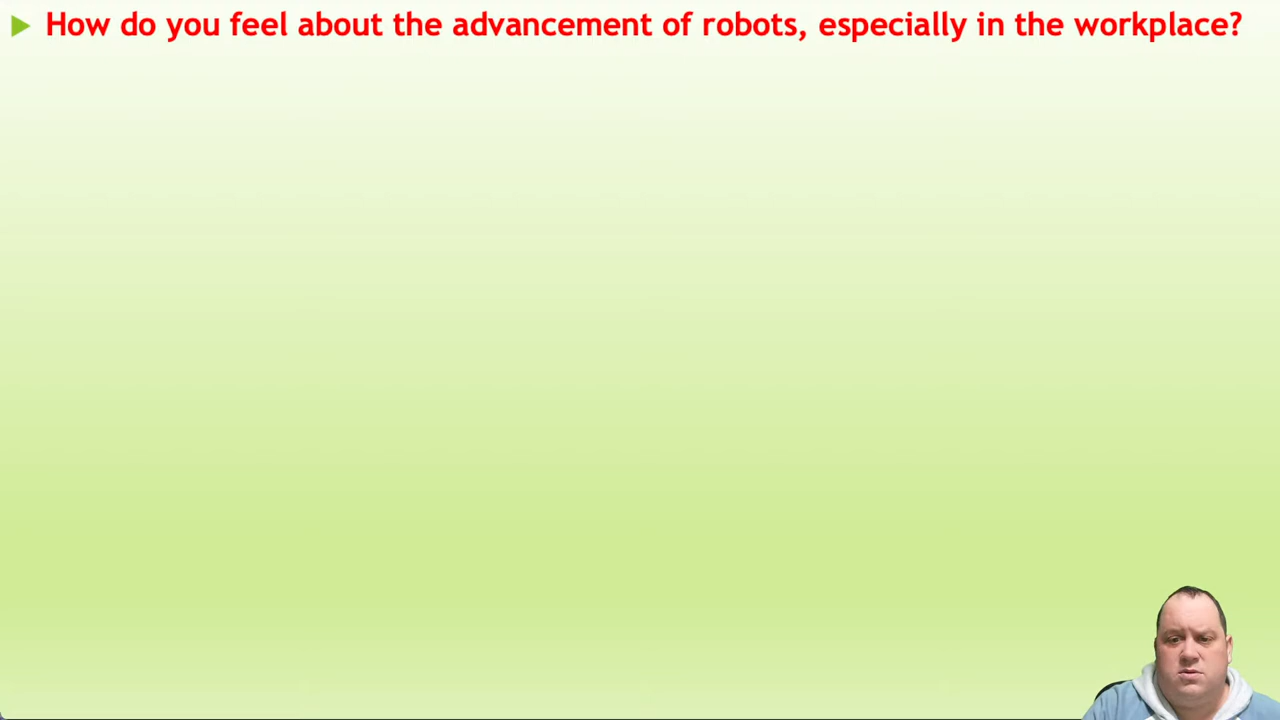 How do you feel about the advancement of robots, especially in the workplace?